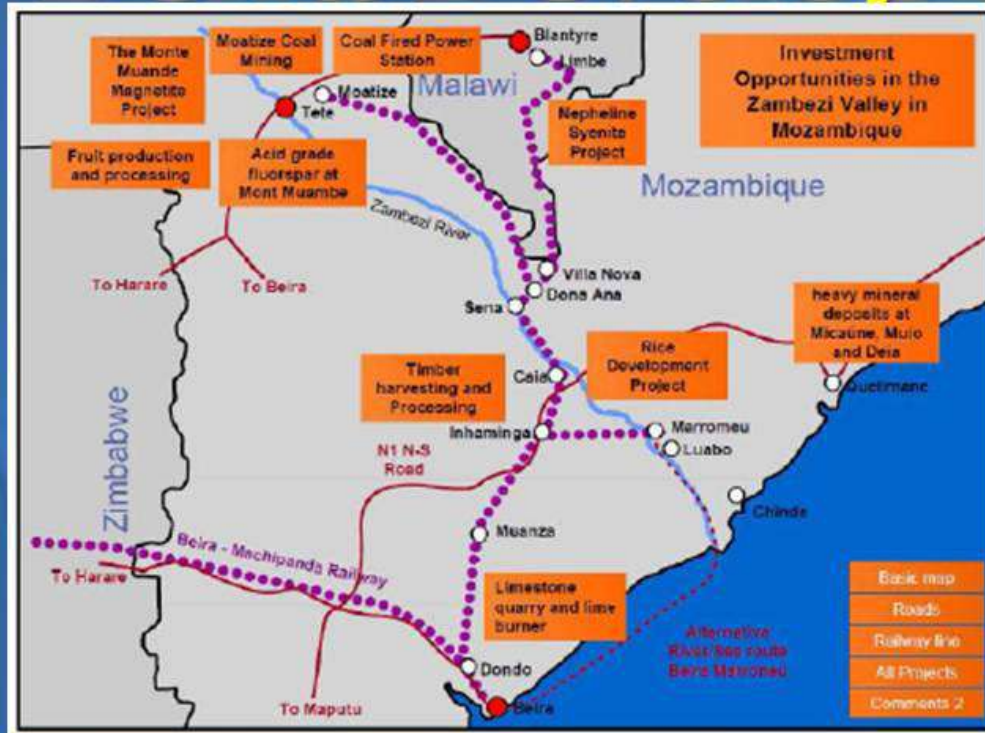 The Monte
Muande
Magnetite
Project
Moatize Coal
Mining
Coal Fired Power
Station
Blantyre
Limbe
Investment
Opportunities in the
Zambezi Valley in
Mozambique
Malawi
Moatize
Tete
Nepheline
Syenite
Project
Fruit production
and processing
Acid grade
fluorspar at
Mont Muambe
Mozambique
Zambezi River
To Harare
To Beira
Villa Nova
Dona Ana
Sena
heavy mineral
deposits at
Micaúne, Muio
and Deia
Quelimane
Rice
Development
Project
Timber
harvesting and
Processing
Caia
Inhaminga
Marromeu
Luabo
N1 N-S
Road
Zimbabwe
Chinde
Muanza
Beira - Machipanda Railway
To Harare
Limestone
quarry and lime
burner
Basic map
Roads
Railway line
All Projects
Comments 2
Alternative
River/Sea route
Beira Marromeu
Dondo
To Maputu
Beira